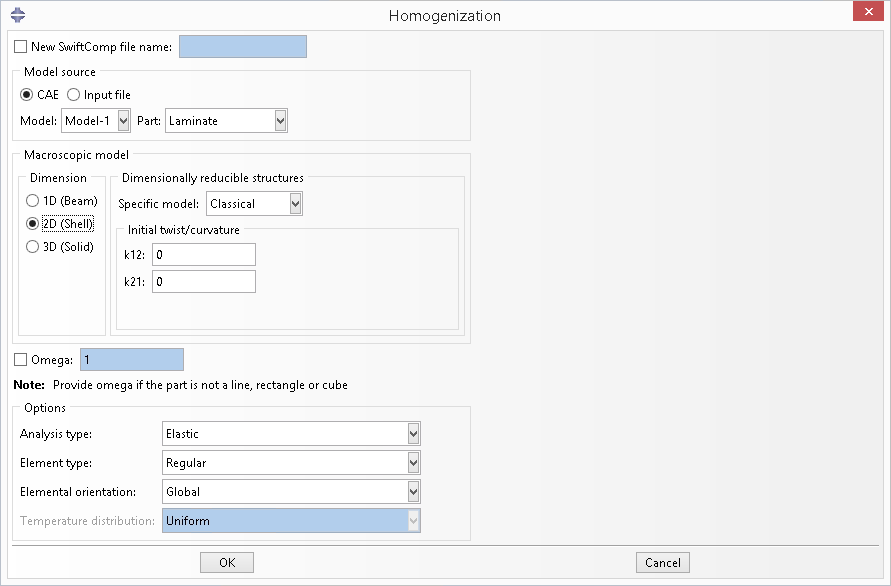 Homogenization
New SwiftComp file name:
Model source
CAE Input file
Model: Model-1 Part: Laminate
Macroscopic model
Dimension
1D (Beam)
2D (Shell)
3D (Solid)
Dimensionally reducible structures
Specific model: Classical
Initial twist/curvature
k12: 0
k21: 0
Omega: 1
Note: Provide omega if the part is not a line, rectangle or cube
Options
Analysis type: Elastic
Element type: Regular
Elemental orientation: Global
Temperature distribution: Uniform
OK Cancel